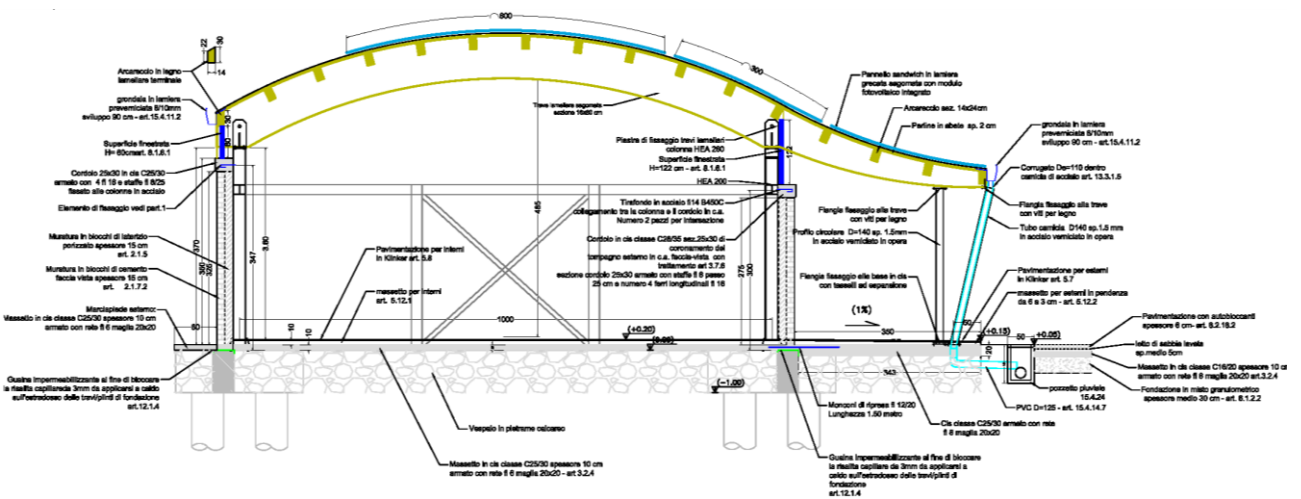 800
300
22
30
14
Arcareccio in legno
lamellare terminale
grondaia in lamiera
preverniciata 8/10mm
sviluppo 90 cm - art.15.4.11.2
Superficie finestrata
H= 60cmart. 8.1.6.1
Cordolo 25x30 in cls C25/30
armato con 4 fi 16 e staffe fi 8/25
fissato alle colonne in acciaio
Elemento di fissaggio vedi part.1
Muratura in blocchi di laterizio
porizzato spessore 15 cm
art. 2.1.5
Muratura in blocchi di cemento
faccia vista spessore 15 cm
art. 2.1.7.2
Marciapiede esterno:
Massetto in cls classe C25/30 spessore 10 cm
armato con rete fi 6 maglia 20x20
Guaina impermeabilizzante al fine di bloccare
la risalita capillareda 3mm da applicarsi a caldo
sull'estradosso delle travi/plinti di fondazione
art.12.1.4
370
325
347
3.80
50
Pavimentazione per interni
in Klinker art. 5.8
massetto per interni
art. 5.12.1
Trave lamellare sagomata
sezione 16x60 cm
485
1000
10
10
(+0.20)
(0.00)
(-1.00)
Vespaio in pietrame calcareo
Massetto in cls classe C25/30 spessore 10 cm
armato con rete fi 6 maglia 20x20 - art 3.2.4
Piastra di fissaggio travi lamellari
colonna HEA 260
Superficie finestrata
H=122 cm - art. 8.1.6.1
122
HEA 200
Tirafondo in acciaio fi14 B450C
collegamento tra la colonna e il cordolo in c.a.
Numero 2 pezzi per intersezione
Cordolo in cls classe C28/35 sez.25x30 di
coronamento del
tompagno esterno in c.a. faccia-vista con
trattamento art 3.7.6
sezione cordolo 25x30 armato con staffe fi 8 passo
25 cm e numero 4 ferri longitudinali fi 16
275
300
Pannello sandwich in lamiera
grecata sagomata con modulo
fotovoltaico integrato
Arcareccio sez. 14x24cm
Perline in abete sp. 2 cm
grondaia in lamiera
preverniciata 8/10mm
sviluppo 90 cm - art.15.4.11.2
Corrugato De=110 dentro
camicia di acciaio art. 13.3.1.5
Flangia fissaggio alla trave
con viti per legno
Tubo camicia D140 sp.1.5 mm
in acciaio verniciato in opera
Flangia fissaggio alla trave
con viti per legno
Profilo circolare D=140 sp. 1.5mm
in acciaio verniciato in opera
Flangia fissaggio alla base in cls
con tasselli ad espansione
Pavimentazione per esterni
in Klinker art. 5.7
massetto per esterni in pendenza
da 6 a 3 cm - art. 5.12.2
(1%)
350
50
(+0.15)
50
(+0.05)
20
343
Pavimentazione con autobloccanti
spessore 6 cm- art. 8.2.18.2
letto di sabbia lavata
sp.medio 5cm
Massetto in cls classe C16/20 spessore 10 cm
armato con rete fi 6 maglia 20x20 art.3.2.4
Fondazione in misto granulometrico
spessore medio 30 cm - art. 8.1.2.2
pozzetto pluviale
15.4.24
PVC D=125 - art. 15.4.14.7
Monconi di ripresa fi 12/20
Lunghezza 1.50 metro
Cls classe C25/30 armato con rete
fi 8 maglia 20x20
Guaina impermeabilizzante al fine di bloccare
la risalita capillare da 3mm da applicarsi a
caldo sull'estradosso delle travi/plinti di
fondazione
art.12.1.4